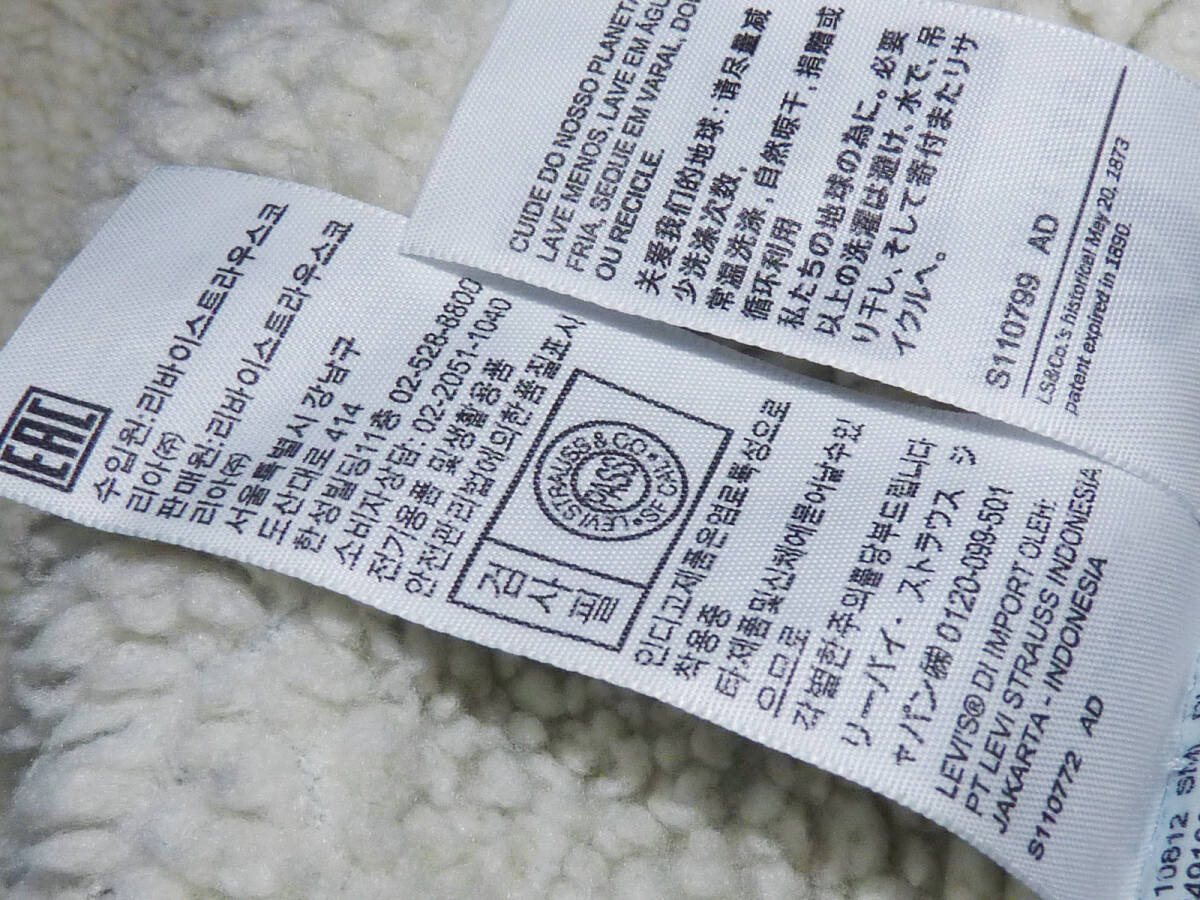 CUIDE DO NOSSO PLANETA
LAVE MENOS, LAVE EM ÁGU
FRIA, SEQUE EM VARAL, DO
OU RECICLE.
关爱我们的地球：请尽量减
少洗涤次数，
常温洗涤，自然晾干，捐赠或
循环利用
私たちの地球の為に。必要
以上の洗濯は避け、水で、吊
り干し、そして寄付またリサ
イクルへ。
S110799 AD
LS&Co.'s historical May 20, 1873
patent expired in 1890.
EAC
수입원:리바이스트라우스코
리아㈜
판매원:리바이스트라우스코
리아㈜
서울특별시 강남구
도산대로 414
한성빌딩11층 02-528-8800
소비자상담: 02-2051-1040
전기용품 및생활용품
안전관리법에의한품질표시
LEVI STRAUSS & CO
SF CAL
PASS
검사필
인디고제품은염료특성으로
착용중
타제품및신체에묻어날수있
으므로
각별한주의를당부드립니다
リーバイ・ストラウス ジ
ャパン㈱ 0120-099-501
LEVI'S® DI IMPORT OLEH:
PT LEVI STRAUSS INDONESIA
JAKARTA - INDONESIA
S110772 AD
10812 SM